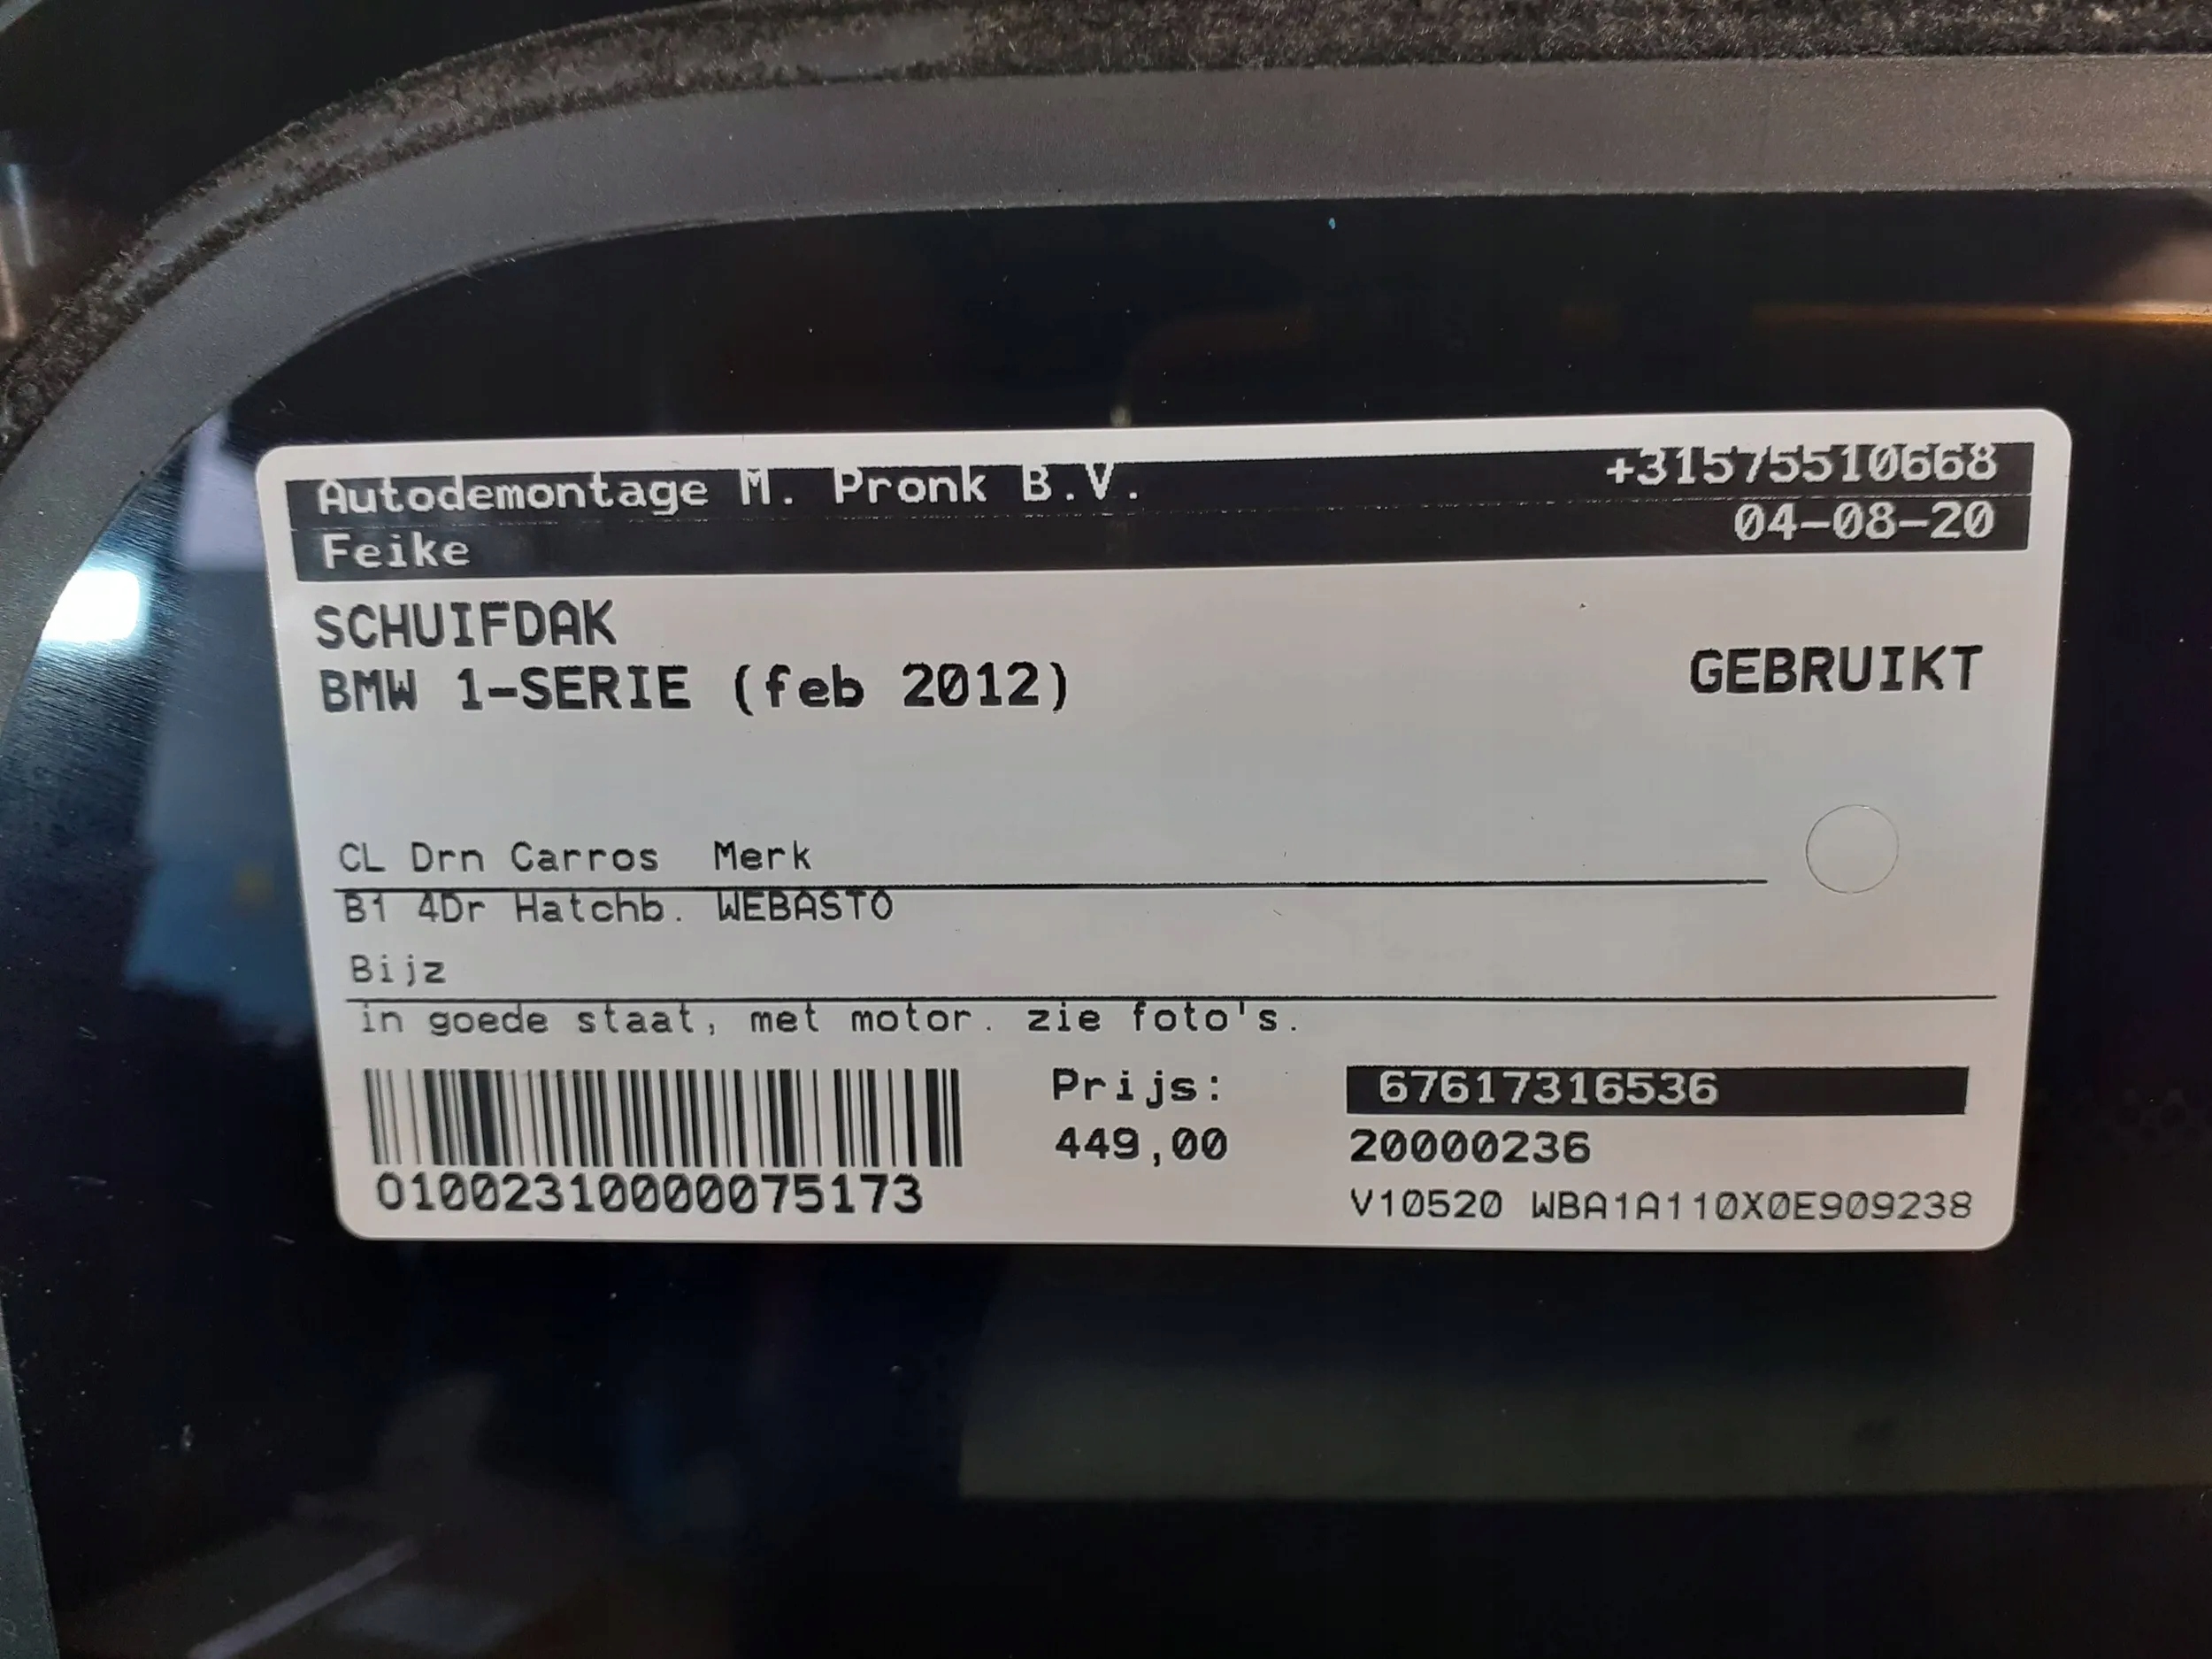 Autodemontage M. Pronk B.V. +31575510668
Feike 04-08-20
SCHUIFDAK
BMW 1-SERIE (feb 2012) GEBRUIKT
CL Drn Carros Merk
B1 4Dr Hatchb. WEBASTO
Bijz
in goede staat, met motor. zie foto's.
Prijs: 67617316536
449,00 20000236
01002310000075173 V10520 WBA1A110X0E909238